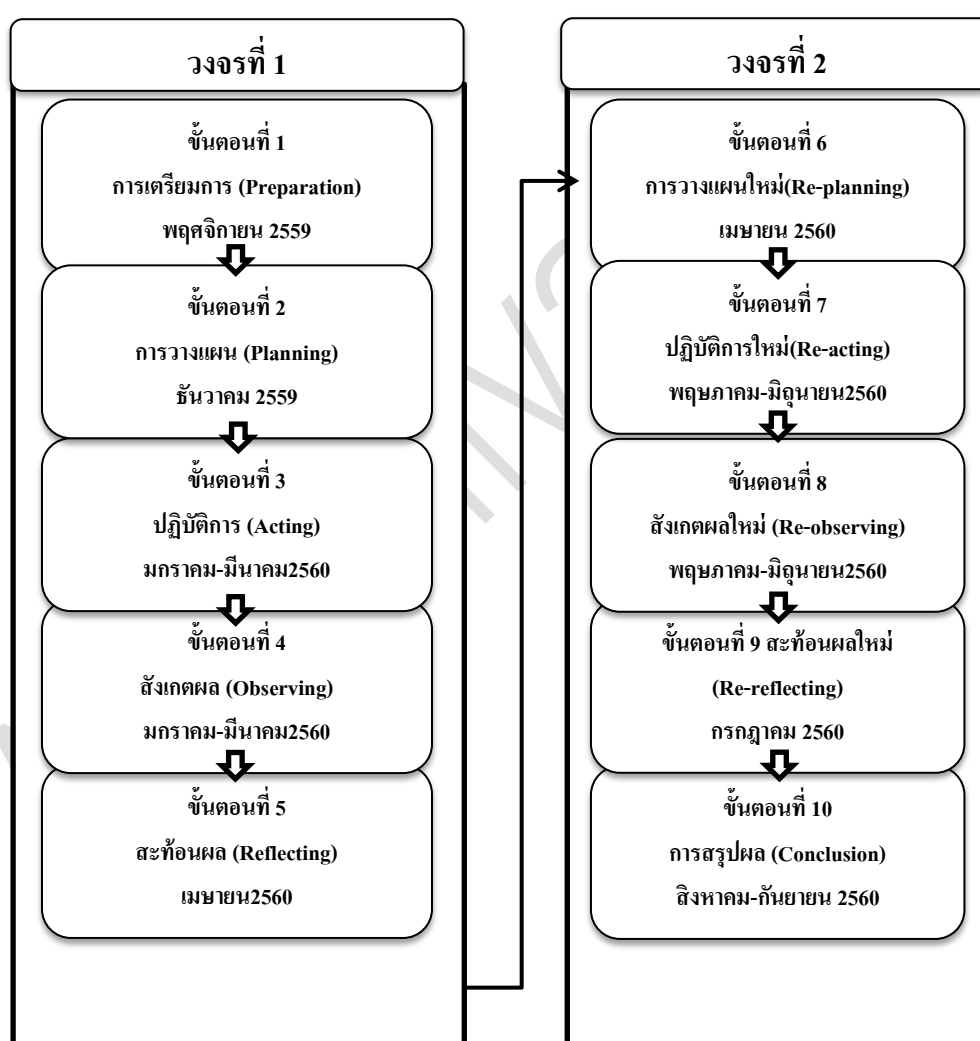 วงจรที่ 1
ขั้นตอนที่ 1
การเตรียมการ (Preparation)
พฤศจิกายน 2559
ขั้นตอนที่ 2
การวางแผน (Planning)
ธันวาคม 2559
ขั้นตอนที่ 3
ปฏิบัติการ (Acting)
มกราคม-มีนาคม2560
ขั้นตอนที่ 4
สังเกตผล (Observing)
มกราคม-มีนาคม2560
ขั้นตอนที่ 5
สะท้อนผล (Reflecting)
เมษายน2560
วงจรที่ 2
ขั้นตอนที่ 6
การวางแผนใหม่(Re-planning)
เมษายน 2560
ขั้นตอนที่ 7
ปฏิบัติการใหม่(Re-acting)
พฤษภาคม-มิถุนายน2560
ขั้นตอนที่ 8
สังเกตผลใหม่ (Re-observing)
พฤษภาคม-มิถุนายน2560
ขั้นตอนที่ 9 สะท้อนผลใหม่
(Re-reflecting)
กรกฎาคม 2560
ขั้นตอนที่ 10
การสรุปผล (Conclusion)
สิงหาคม-กันยายน 2560